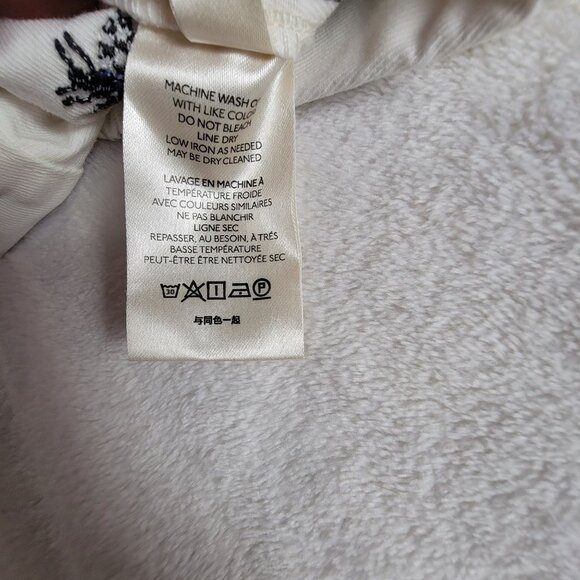 MACHINE WASH
WITH LIKE COLO
DO NOT BLEACH
LINE DRY
LOW IRON AS NEEDED
MAY BE DRY CLEANED
LAVAGE EN MACHINE À
TEMPÉRATURE FROIDE
AVEC COULEURS SIMILAIRES
NE PAS BLANCHIR
LIGNE SEC
REPASSER, AU BESOIN, À TRÉS
BASSE TEMPÉRATURE
PEUT-ÊTRE ÊTRE NETTOYÉE SEC
30 P
与同色一起